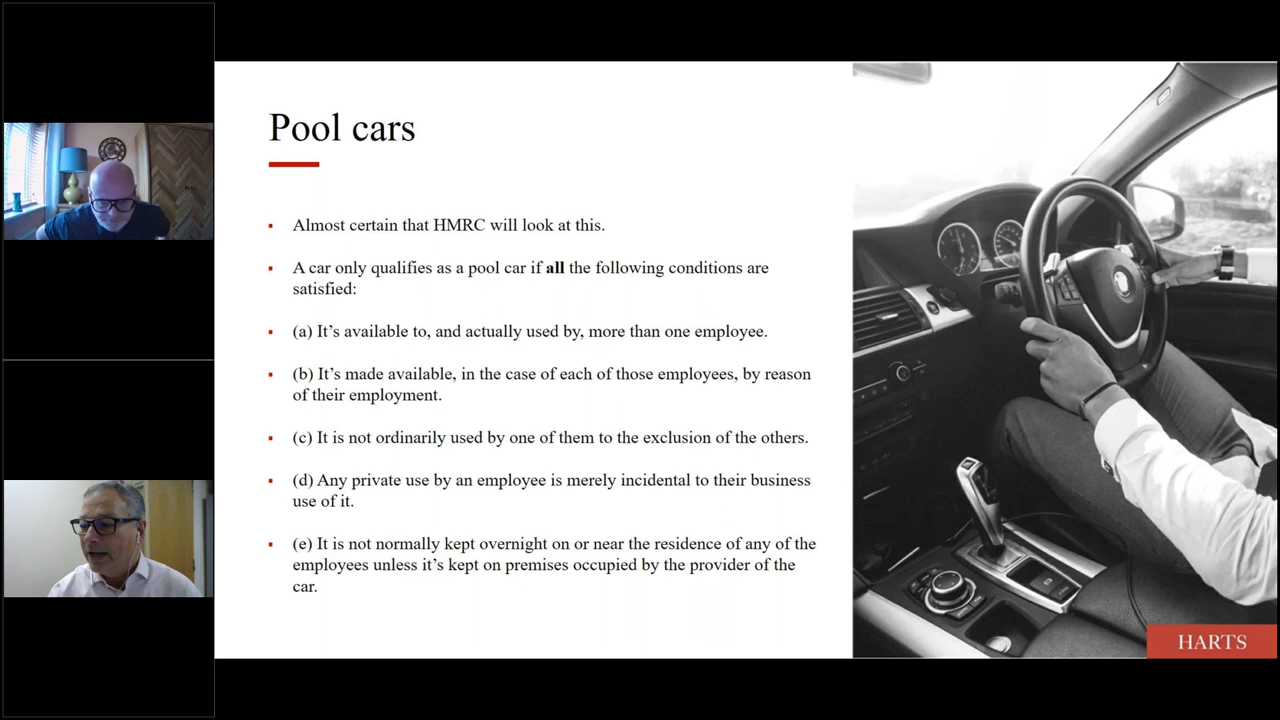 Pool cars
Almost certain that HMRC will look at this.
A car only qualifies as a pool car if all the following conditions are
satisfied:
(a) It’s available to, and actually used by, more than one employee.
(b) It’s made available, in the case of each of those employees, by reason
of their employment.
(c) It is not ordinarily used by one of them to the exclusion of the others.
(d) Any private use by an employee is merely incidental to their business
use of it.
(e) It is not normally kept overnight on or near the residence of any of the
employees unless it’s kept on premises occupied by the provider of the
car.
HARTS